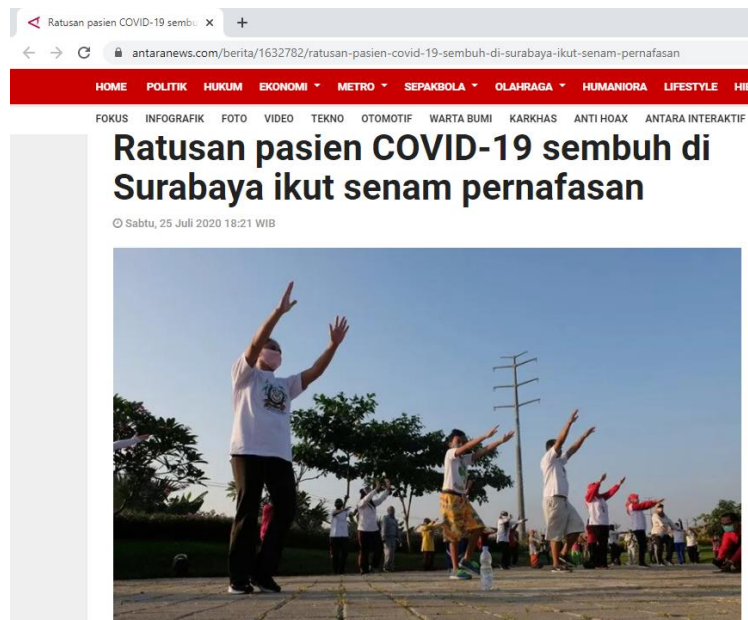 Ratusan pasien COVID-19 sembu
antaranews.com/berita/1632782/ratusan-pasien-covid-19-sembuh-di-surabaya-ikut-senam-pernafasan
HOME POLITIK HUKUM EKONOMI METRO SEPAKBOLA OLAHRAGA HUMANIORA LIFESTYLE HI
FOKUS INFOGRAFIK FOTO VIDEO TEKNO OTOMOTIF WARTA BUMI KARKHAS ANTI HOAX ANTARA INTERAKTIF
Ratusan pasien COVID-19 sembuh di
Surabaya ikut senam pernafasan
Sabtu, 25 Juli 2020 18:21 WIB